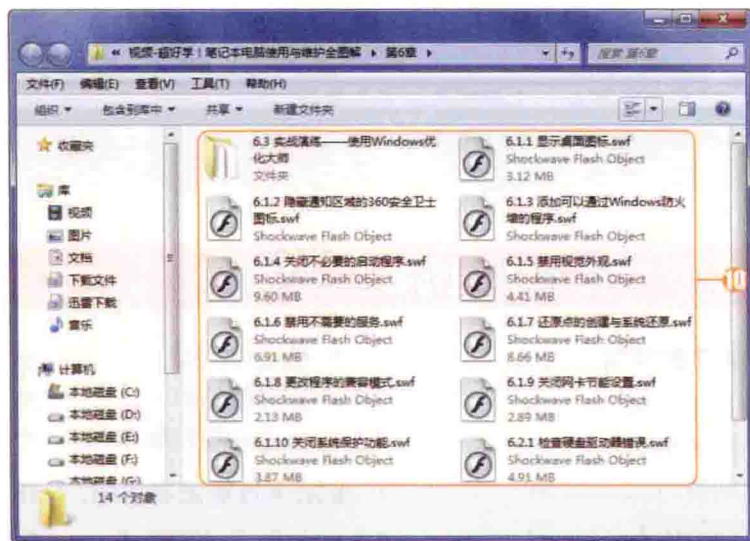 « 视频-超好学！笔记本电脑使用与维护全图解 ▸ 第6章 ▸
搜索 第6章
文件(F) 编辑(E) 查看(V) 工具(T) 帮助(H)
组织 包含到库中 共享 新建文件夹
收藏夹
库
视频
图片
文档
下载文件
迅雷下载
音乐
计算机
本地磁盘 (C:)
本地磁盘 (D:)
本地磁盘 (E:)
本地磁盘 (F:)
本地磁盘 (G:)
6.3 实战演练——使用Windows优
化大师
文件夹
6.1.1 显示桌面图标.swf
Shockwave Flash Object
3.12 MB
6.1.2 隐藏通知区域的360安全卫士
图标.swf
Shockwave Flash Object
6.1.3 添加可以通过Windows防火
墙的程序.swf
Shockwave Flash Object
6.1.4 关闭不必要的启动程序.swf
Shockwave Flash Object
9.60 MB
6.1.5 禁用视觉外观.swf
Shockwave Flash Object
4.41 MB
6.1.6 禁用不需要的服务.swf
Shockwave Flash Object
6.91 MB
6.1.7 还原点的创建与系统还原.swf
Shockwave Flash Object
8.66 MB
6.1.8 更改程序的兼容模式.swf
Shockwave Flash Object
2.13 MB
6.1.9 关闭网卡节能设置.swf
Shockwave Flash Object
2.89 MB
6.1.10 关闭系统保护功能.swf
Shockwave Flash Object
3.87 MB
6.2.1 检查硬盘驱动器错误.swf
Shockwave Flash Object
4.91 MB
10
14 个对象